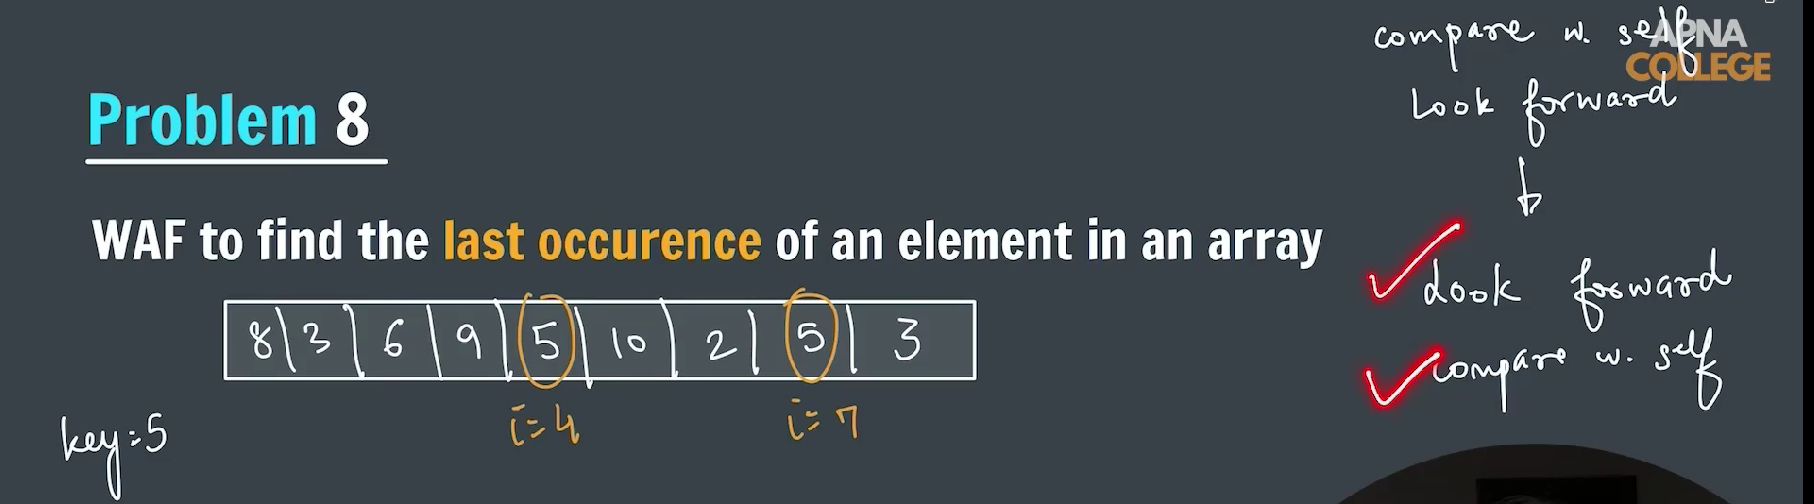 compare w. self
APNA
COLLEGE
Look forward
Problem 8
WAF to find the last occurence of an element in an array
Look forward
compare w. self
8 3 6 9 5 10 2 5 3
i=4 i=7
key=5